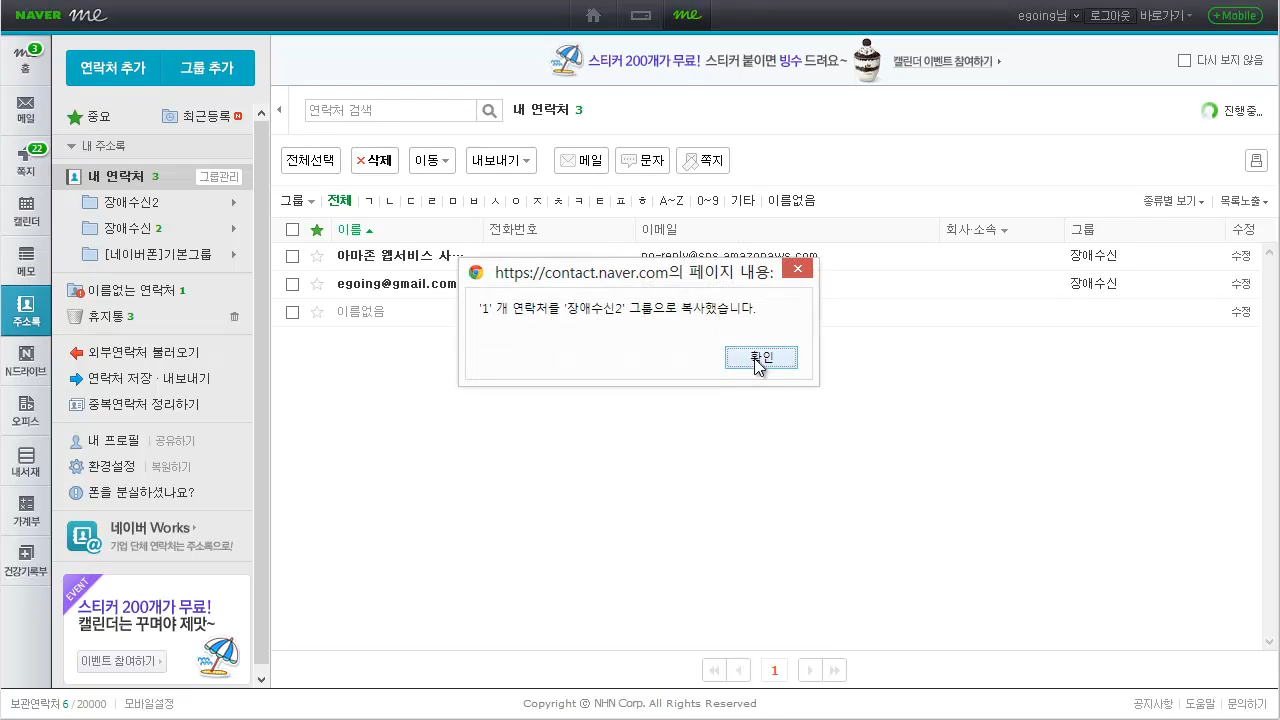 NAVER me
me
egoing님 로그아웃 바로가기
+Mobile
me 3
홈
메일
22
쪽지
캘린더
메모
주소록
N드라이브
오피스
내서재
가계부
건강기록부
연락처 추가 그룹 추가
중요 최근등록 N
내 주소록
내 연락처 3 그룹관리
장애수신2
장애수신 2
[네이버폰]기본그룹
이름없는 연락처 1
휴지통 3
외부연락처 불러오기
연락처 저장·내보내기
중복연락처 정리하기
내 프로필 공유하기
환경설정 복원하기
폰을 분실하셨나요?
네이버 Works
기업 단체 연락처는 주소록으로!
EVENT
스티커 200개가 무료!
캘린더는 꾸며야 제맛~
이벤트 참여하기
스티커 200개가 무료! 스티커 붙이면 빙수 드려요~ 캘린더 이벤트 참여하기
다시 보지 않음
연락처 검색 내 연락처 3
진행중...
전체선택 ×삭제 이동 내보내기 메일 문자 쪽지
그룹 전체 ㄱ ㄴ ㄷ ㄹ ㅁ ㅂ ㅅ ㅇ ㅈ ㅊ ㅋ ㅌ ㅍ ㅎ A~Z 0~9 기타 이름없음
종류별 보기 목록노출
이름 전화번호 이메일 회사·소속 그룹 수정
아마존 웹서비스 사… no-reply@sns.amazonaws.com 장애수신 수정
egoing@gmail.com 장애수신 수정
이름없음 수정
https://contact.naver.com의 페이지 내용:
'1' 개 연락처을 '장애수신2' 그룹으로 복사했습니다.
확인
1
보관연락처 6 / 20000 모바일설정
Copyright © NHN Corp. All Rights Reserved
공지사항 도움말 문의하기